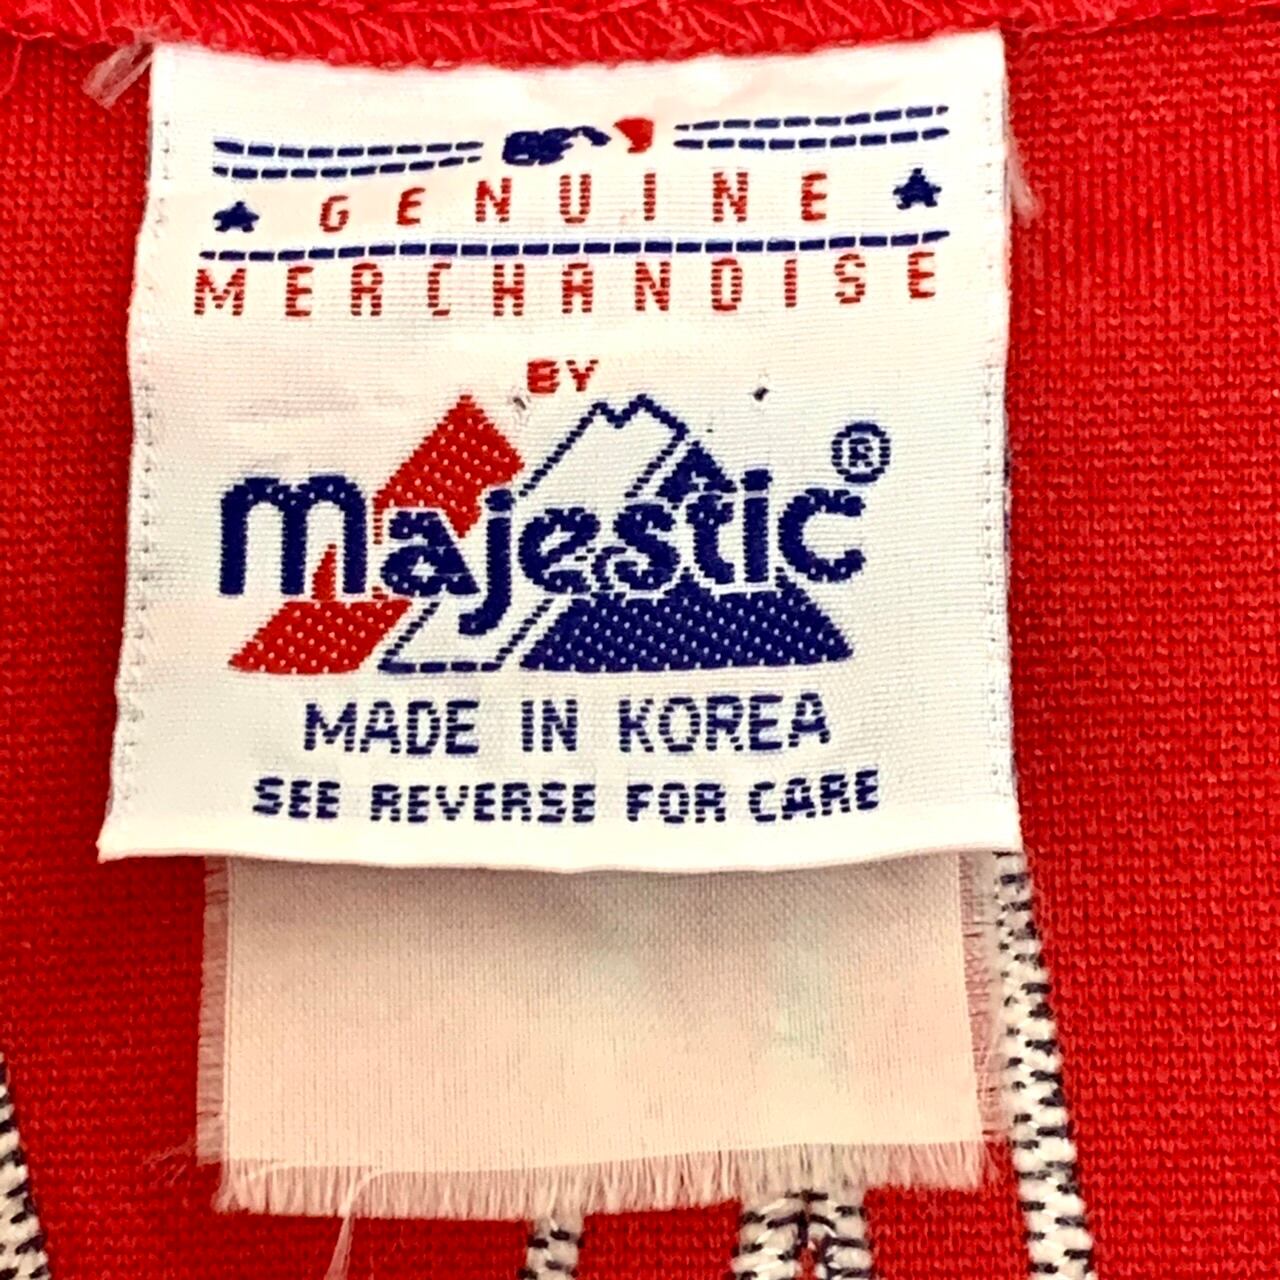 GENUINE
MERCHANDISE
BY
majestic®
MADE IN KOREA
SEE REVERSE FOR CARE